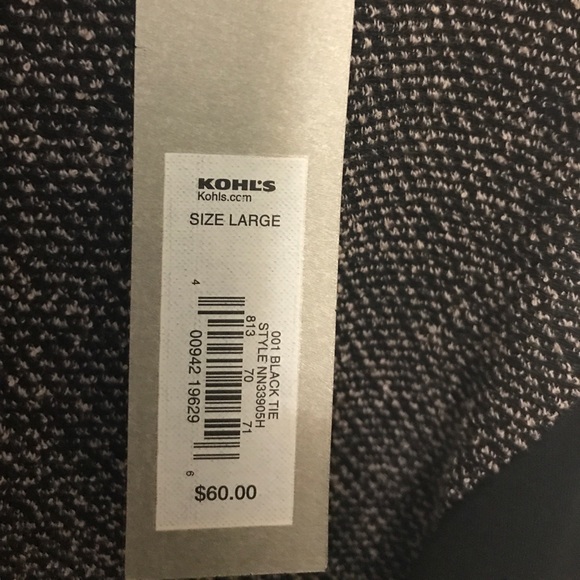 KOHL'S
Kohls.com
SIZE LARGE
001 BLACK TIE
STYLE NN33905H
813 70 71
4 00942 19629 6
$60.00